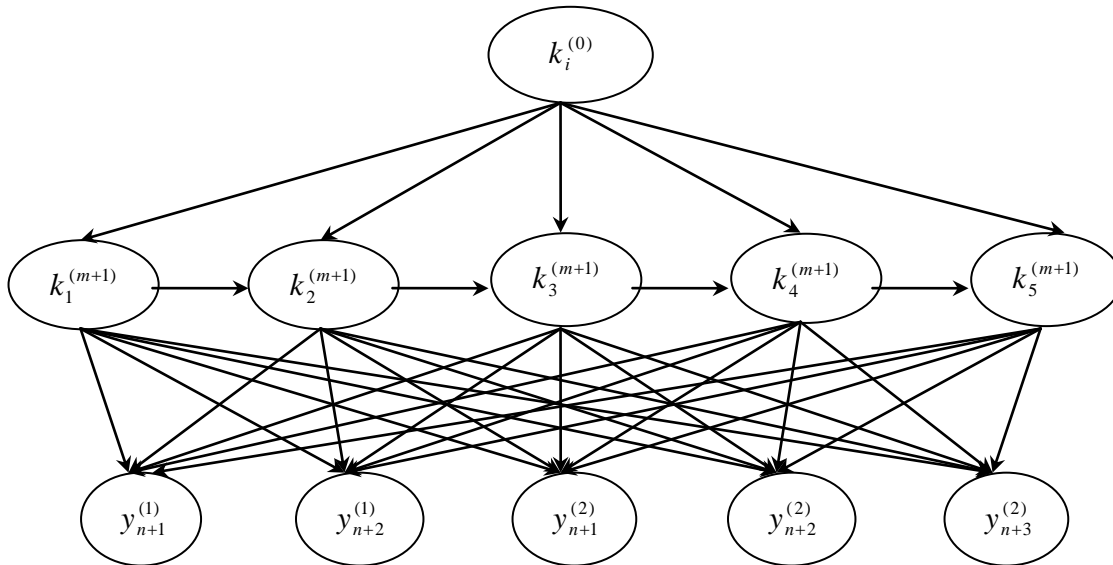 k_i^{(0)}
k_1^{(m+1)} k_2^{(m+1)} k_3^{(m+1)} k_4^{(m+1)} k_5^{(m+1)}
y_{n+1}^{(1)} y_{n+2}^{(1)} y_{n+1}^{(2)} y_{n+2}^{(2)} y_{n+3}^{(2)}